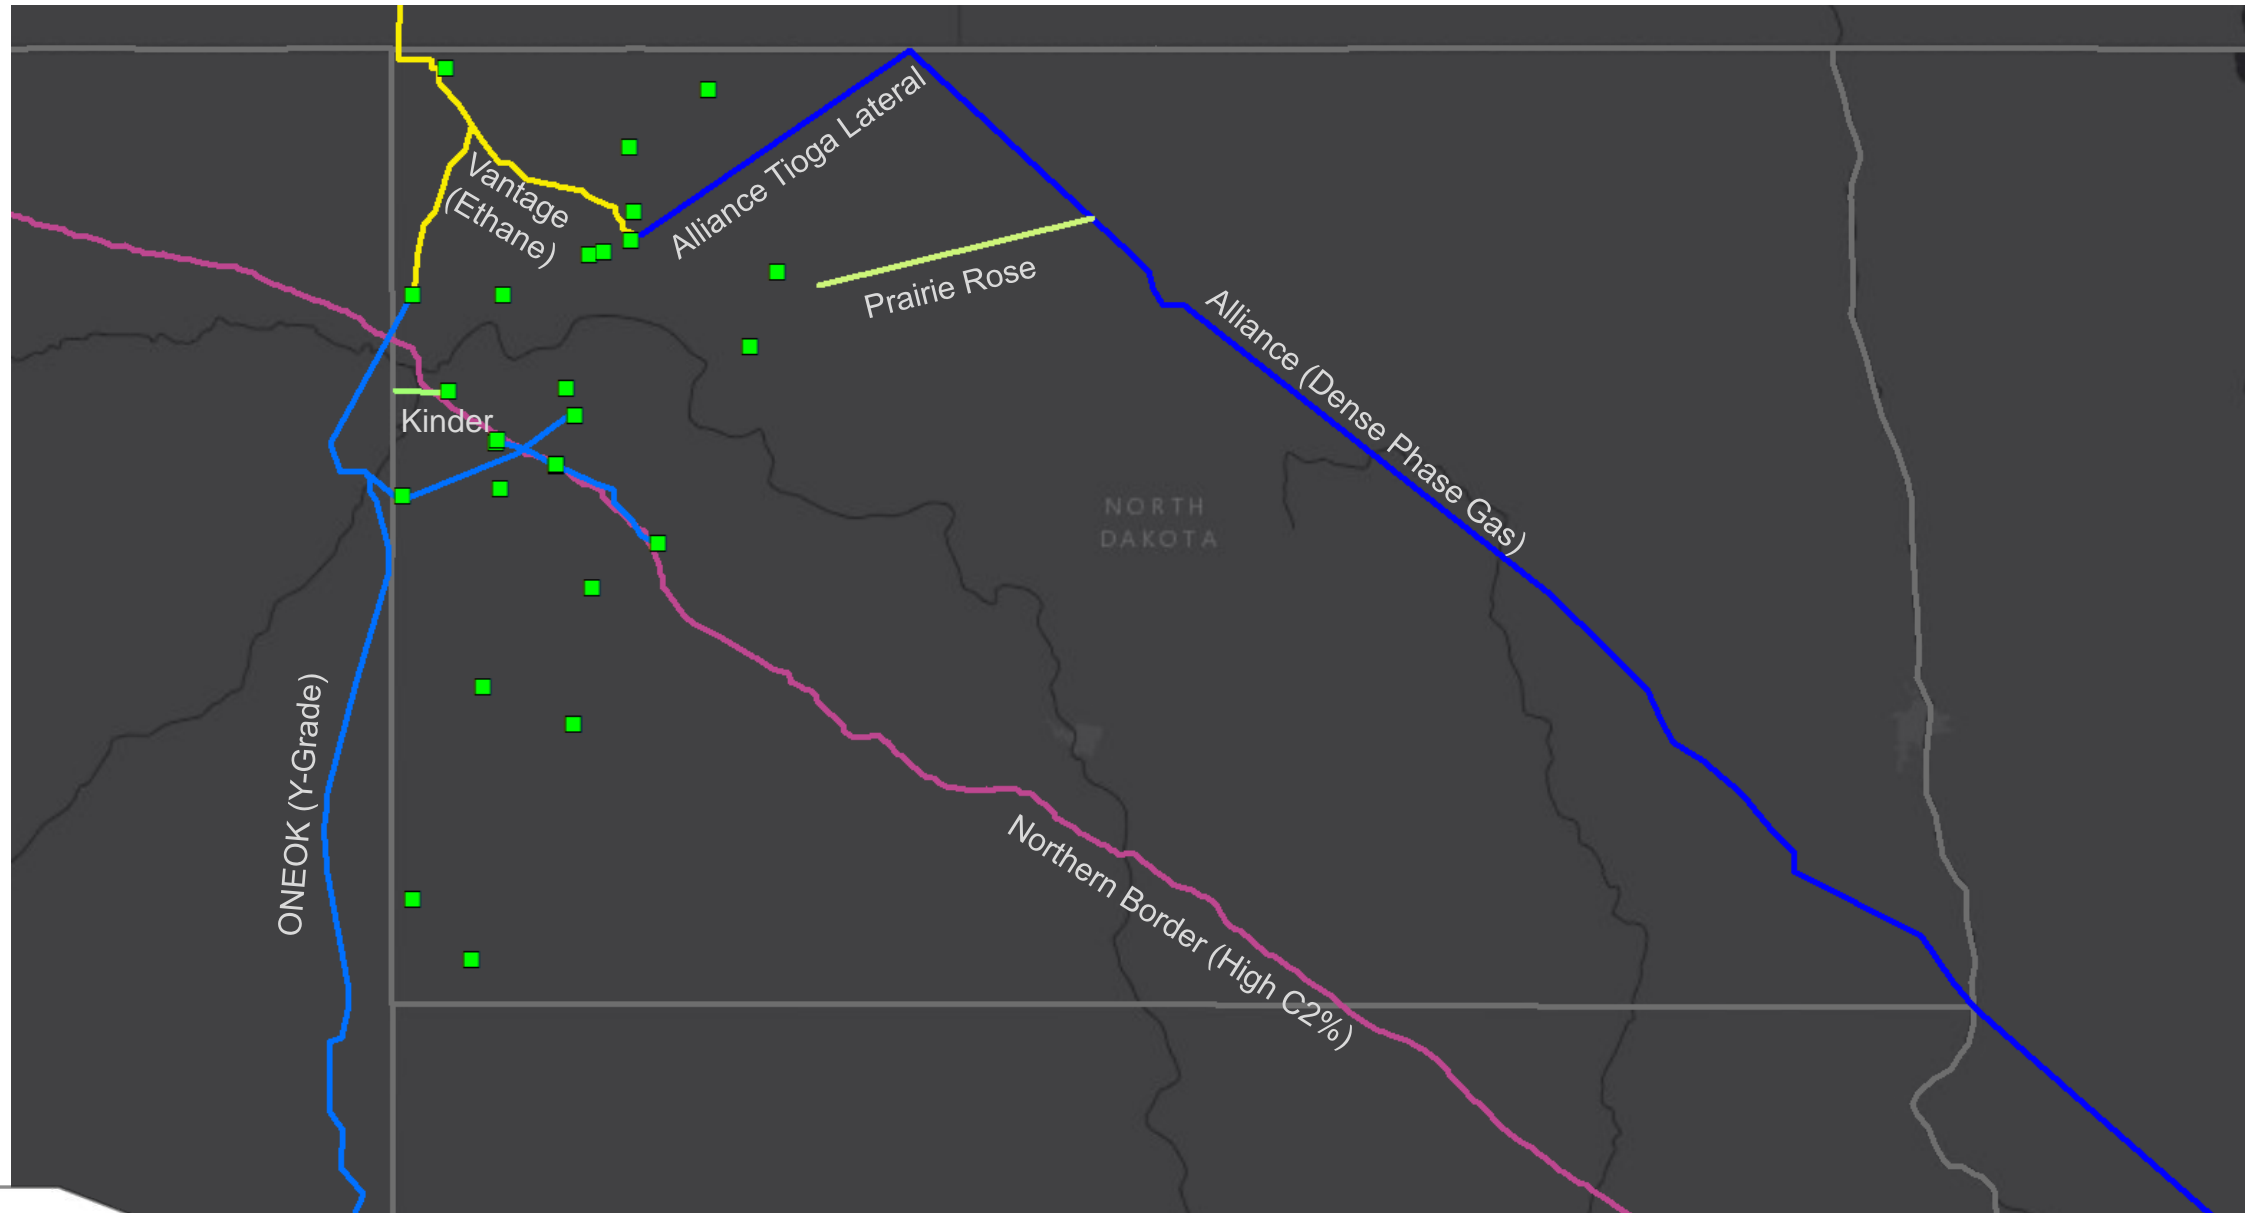 Alliance Tioga Lateral
Vantage
(Ethane)
Prairie Rose
Alliance (Dense Phase Gas)
Kinder
NORTH
DAKOTA
ONEOK (Y-Grade)
Northern Border (High C2%)